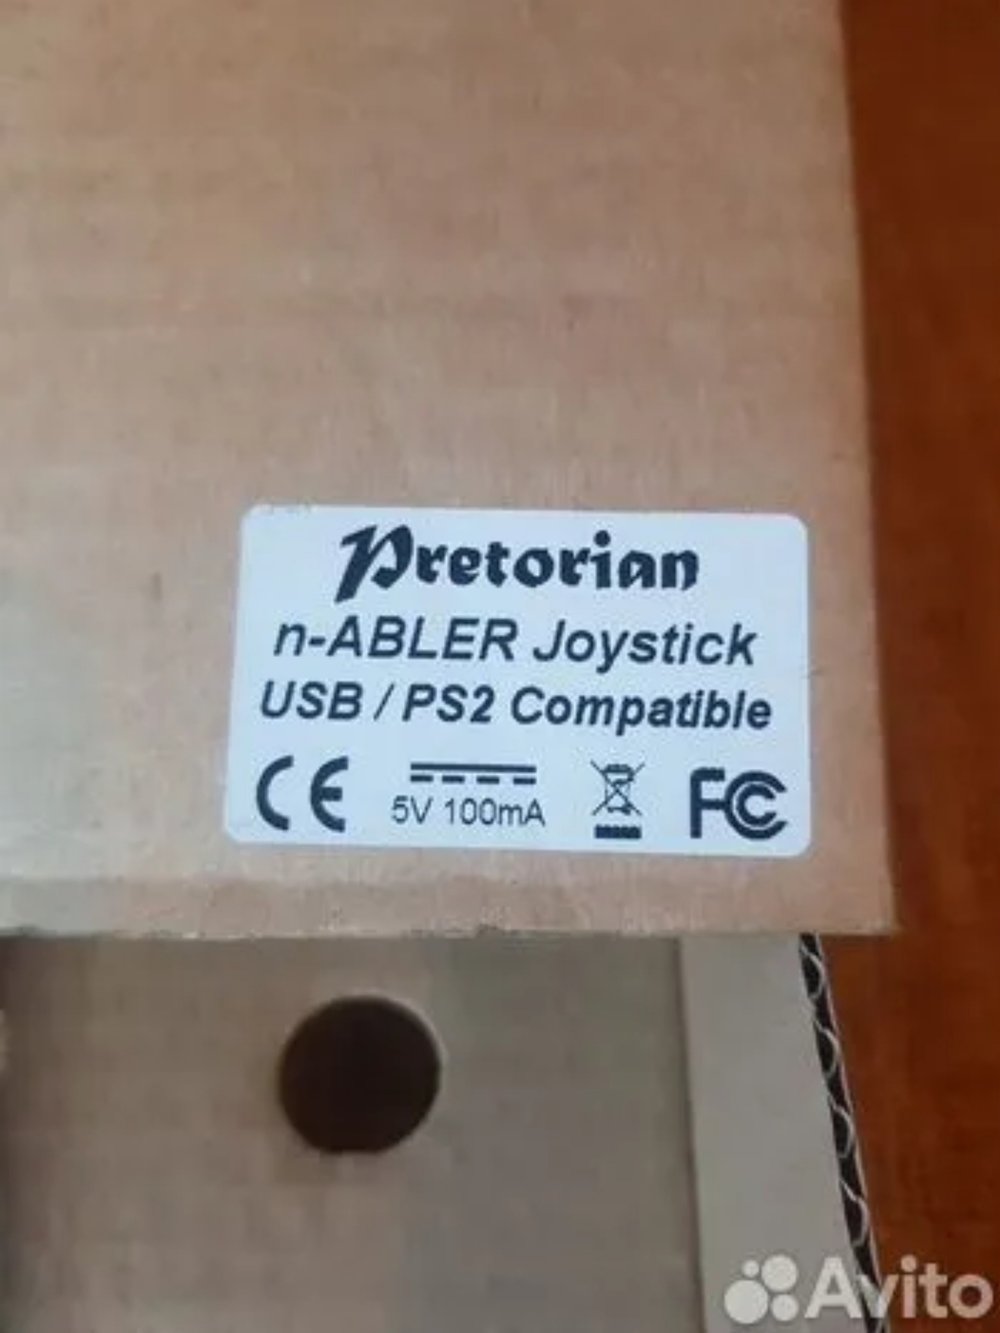 Pretorian
n-ABLER Joystick
USB / PS2 Compatible
CE
5V 100mA
FC
Avito